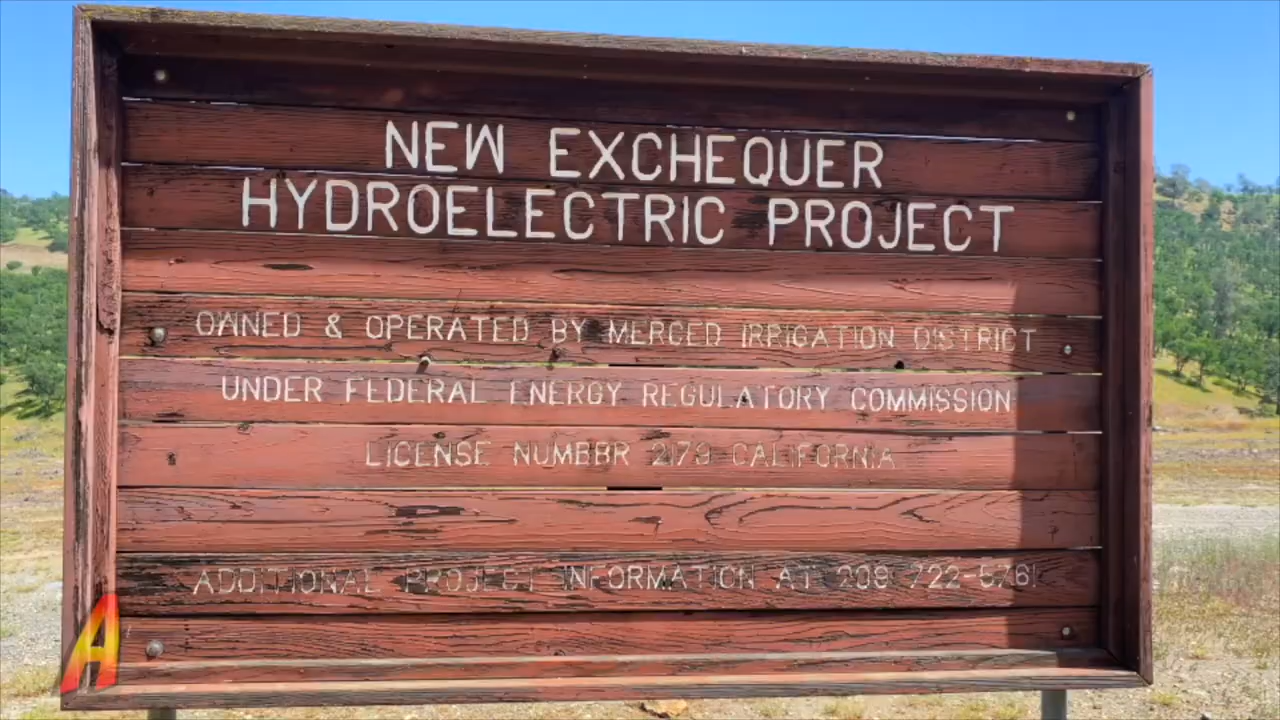 NEW EXCHEQUER
HYDROELECTRIC PROJECT
OWNED & OPERATED BY MERCED IRRIGATION DISTRICT
UNDER FEDERAL ENERGY REGULATORY COMMISSION
LICENSE NUMBBR 2179 CALIFORNIA
ADDITIONAL PROJECT INFORMATION AT 209 722-5761
A